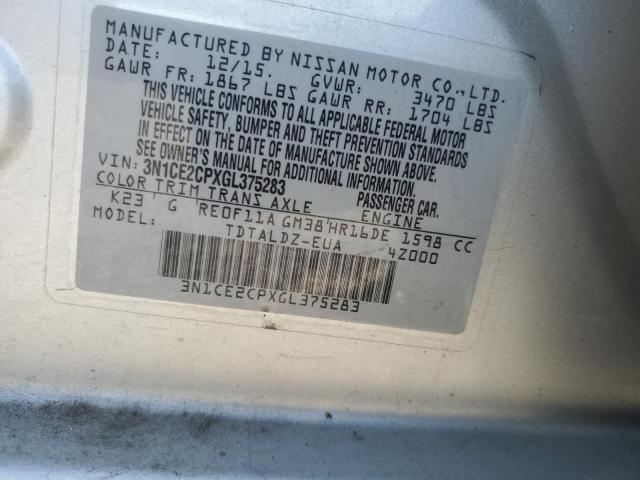 MANUFACTURED BY NISSAN MOTOR CO., LTD.
DATE: 12/15. GVWR: 3470 LBS
GAWR FR: 1867 LBS GAWR RR: 1704 LBS
THIS VEHICLE CONFORMS TO ALL APPLICABLE FEDERAL MOTOR
VEHICLE SAFETY, BUMPER AND THEFT PREVENTION STANDARDS
IN EFFECT ON THE DATE OF MANUFACTURE SHOWN ABOVE.
SEE OWNER'S MANUAL FOR ADDITIONAL INFORMATION.
VIN: 3N1CE2CPXGL375283 PASSENGER CAR.
COLOR TRIM TRANS AXLE ENGINE
K23 G RE0F11A GM38 HR16DE 1598 CC
MODEL: TDTALDZ-EUA 4Z000
3N1CE2CPXGL375283